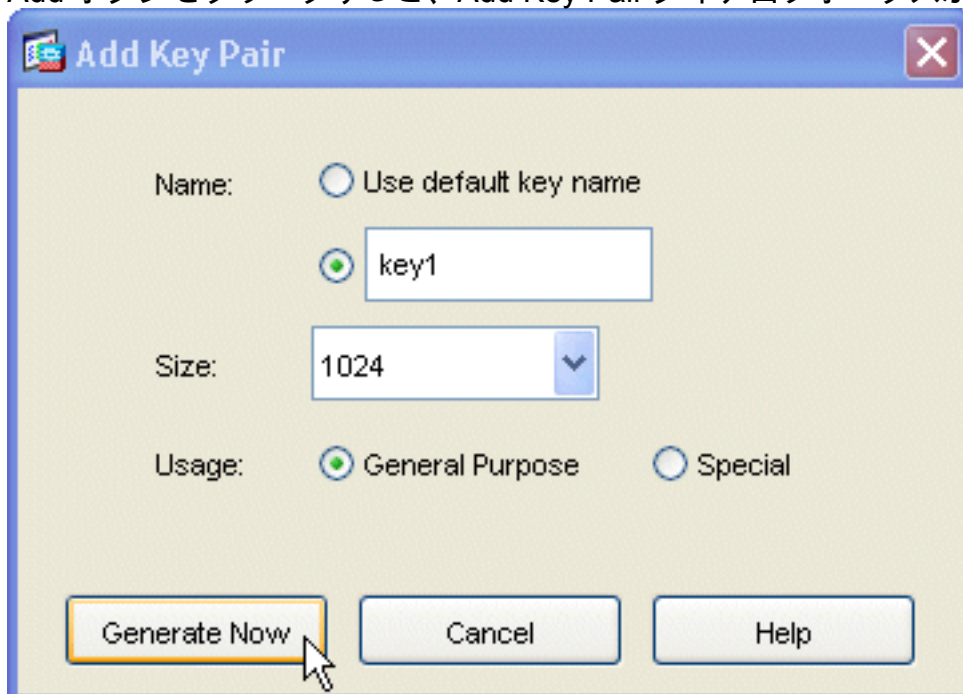 Add Key Pair
Name:
Use default key name
key1
Size:
1024
Usage:
General Purpose
Special
Generate Now
Cancel
Help